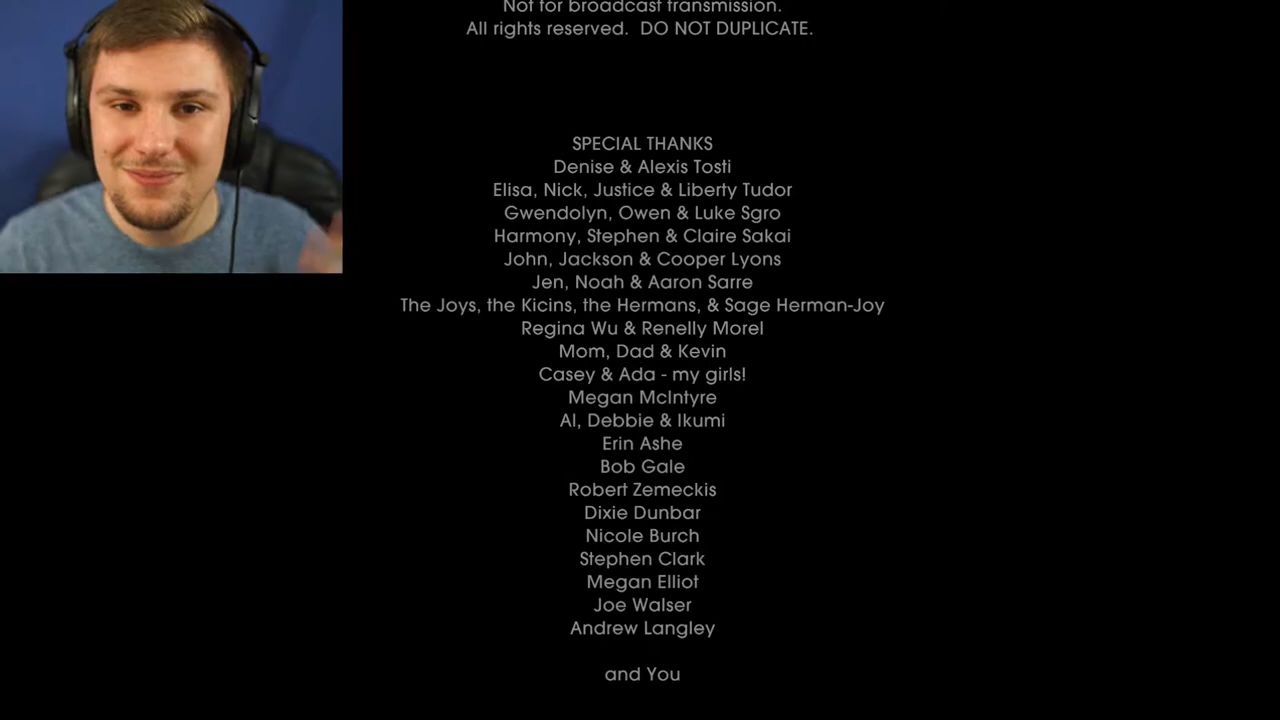 Not for broadcast transmission.
All rights reserved.  DO NOT DUPLICATE.
SPECIAL THANKS
Denise & Alexis Tosti
Elisa, Nick, Justice & Liberty Tudor
Gwendolyn, Owen & Luke Sgro
Harmony, Stephen & Claire Sakai
John, Jackson & Cooper Lyons
Jen, Noah & Aaron Sarre
The Joys, the Kicins, the Hermans, & Sage Herman-Joy
Regina Wu & Renelly Morel
Mom, Dad & Kevin
Casey & Ada - my girls!
Megan McIntyre
Al, Debbie & Ikumi
Erin Ashe
Bob Gale
Robert Zemeckis
Dixie Dunbar
Nicole Burch
Stephen Clark
Megan Elliot
Joe Walser
Andrew Langley
and You